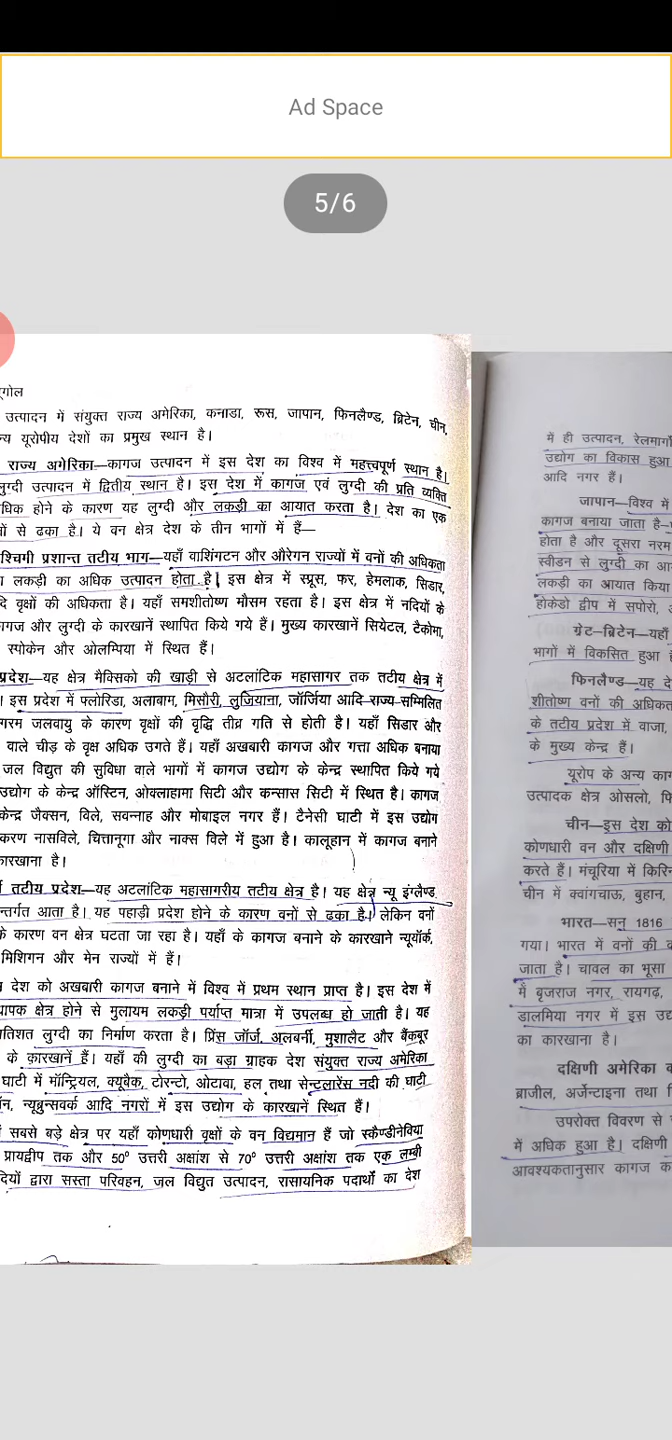 Ad Space
5/6
भूगोल
उत्पादन में संयुक्त राज्य अमेरिका, कनाडा, रूस, जापान, फिनलैण्ड, ब्रिटेन, चीन,
न्य यूरोपीय देशों का प्रमुख स्थान है।
राज्य अमेरिका—कागज उत्पादन में इस देश का विश्व में महत्त्वपूर्ण स्थान है।
लुग्दी उत्पादन में द्वितीय स्थान है। इस देश में कागज एवं लुग्दी की प्रति व्यक्ति
धिक होने के कारण यह लुग्दी और लकड़ी का आयात करता है। देश का एक
ों से ढका है। ये वन क्षेत्र देश के तीन भागों में हैं—
श्चिगी प्रशान्त तटीय भाग—यहाँ वाशिंगटन और औरेगन राज्यों में वनों की अधिकता
लकड़ी का अधिक उत्पादन होता है। इस क्षेत्र में स्प्रूस, फर, हेमलाक, सिडार,
दि वृक्षों की अधिकता है। यहाँ समशीतोष्ण मौसम रहता है। इस क्षेत्र में नदियों के
गज और लुग्दी के कारखानें स्थापित किये गये हैं। मुख्य कारखानें सियेटल, टैकोमा,
स्पोकेन और ओलम्पिया में स्थित हैं।
प्रदेश—यह क्षेत्र मैक्सिको की खाड़ी से अटलांटिक महासागर तक तटीय क्षेत्र में
। इस प्रदेश में फ्लोरिडा, अलाबाम, मिसौरी, लुजियाना, जॉर्जिया आदि राज्य सम्मिलित
गरम जलवायु के कारण वृक्षों की वृद्धि तीव्र गति से होती है। यहाँ सिडार और
वाले चीड़ के वृक्ष अधिक उगते हैं। यहाँ अखबारी कागज और गत्ता अधिक बनाया
जल विद्युत की सुविधा वाले भागों में कागज उद्योग के केन्द्र स्थापित किये गये
उद्योग के केन्द्र ऑस्टिन, ओक्लाहामा सिटी और कन्सास सिटी में स्थित है। कागज
केन्द्र जैक्सन, विले, सवन्नाह और मोबाइल नगर हैं। टैनेसी घाटी में इस उद्योग
करण नासविले, चित्तानूगा और नाक्स विले में हुआ है। कालूहान में कागज बनाने
कारखाना है।
तटीय प्रदेश—यह अटलांटिक महासागरीय तटीय क्षेत्र है। यह क्षेत्र न्यू इंग्लैण्ड
न्तर्गत आता है। यह पहाड़ी प्रदेश होने के कारण वनों से ढका है। लेकिन वनों
के कारण वन क्षेत्र घटता जा रहा है। यहाँ के कागज बनाने के कारखाने न्यूयॉर्क,
मिशिगन और मेन राज्यों में हैं।
देश को अखबारी कागज बनाने में विश्व में प्रथम स्थान प्राप्त है। इस देश में
यापक क्षेत्र होने से मुलायम लकड़ी पर्याप्त मात्रा में उपलब्ध हो जाती है। यह
तिशत लुग्दी का निर्माण करता है। प्रिंस जॉर्ज, अलबर्नी, मुशालैट और बैंकबूर
के कारखानें हैं। यहाँ की लुग्दी का बड़ा ग्राहक देश संयुक्त राज्य अमेरिका
घाटी में मॉन्ट्रियल, क्यूबैक, टोरन्टो, ओटावा, हल तथा सेन्टलारेंस नदी की घाटी
न, न्यूब्रुन्सवर्क आदि नगरों में इस उद्योग के कारखानें स्थित हैं।
सबसे बड़े क्षेत्र पर यहाँ कोणधारी वृक्षों के वन विद्यमान हैं जो स्कैण्डीनेविया
प्रायद्वीप तक और 50° उत्तरी अक्षांश से 70° उत्तरी अक्षांश तक एक लम्बी
दियों द्वारा सस्ता परिवहन, जल विद्युत उत्पादन, रासायनिक पदार्थों का देश
में ही उत्पादन, रेलमार्गो
उद्योग का विकास हुआ
आदि नगर हैं।
जापान—विश्व में
कागज बनाया जाता है—
होता है और दूसरा नरम
स्वीडन से लुग्दी का आ
लकड़ी का आयात किया
होकेडो द्वीप में सपोरो,
ग्रेट—ब्रिटेन—यहाँ
भागों में विकसित हुआ
फिनलैण्ड—यह दे
शीतोष्ण वनों की अधिकत
के तटीय प्रदेश में वाजा,
के मुख्य केन्द्र हैं।
यूरोप के अन्य काग
उत्पादक क्षेत्र ओसलो, फि
चीन—इस देश को
कोणधारी वन और दक्षिणी
करते हैं। मंचूरिया में किरिन
चीन में क्वांगचाऊ, बुहान,
भारत—सन् 1816
गया। भारत में वनों की क
जाता है। चावल का भूसा
में बृजराज नगर, रायगढ़,
डालमिया नगर में इस उद्य
का कारखाना है।
दक्षिणी अमेरिका व
ब्राजील, अर्जेन्टाइना तथा f
उपरोक्त विवरण से
में अधिक हुआ है। दक्षिणी
आवश्यकतानुसार कागज क